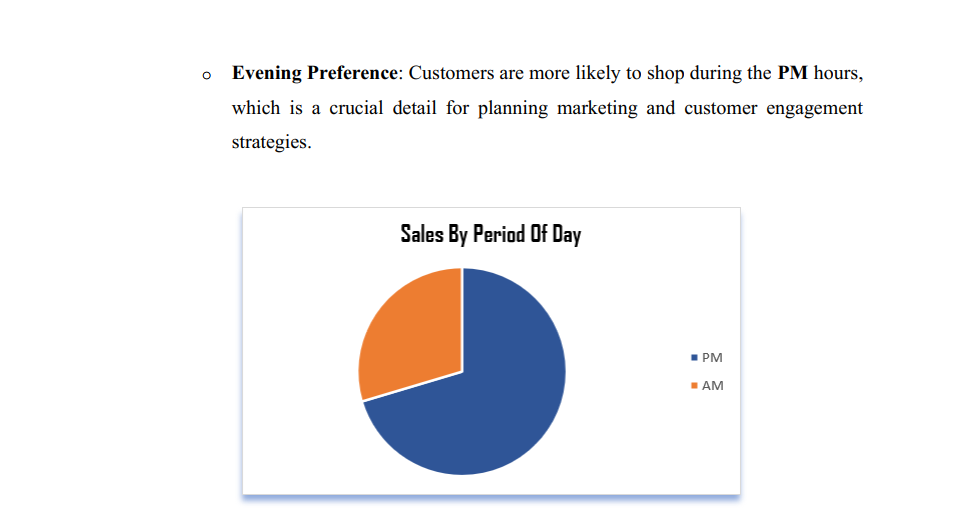 o Evening Preference: Customers are more likely to shop during the PM hours,
which is a crucial detail for planning marketing and customer engagement
strategies.
Sales By Period Of Day
PM
AM